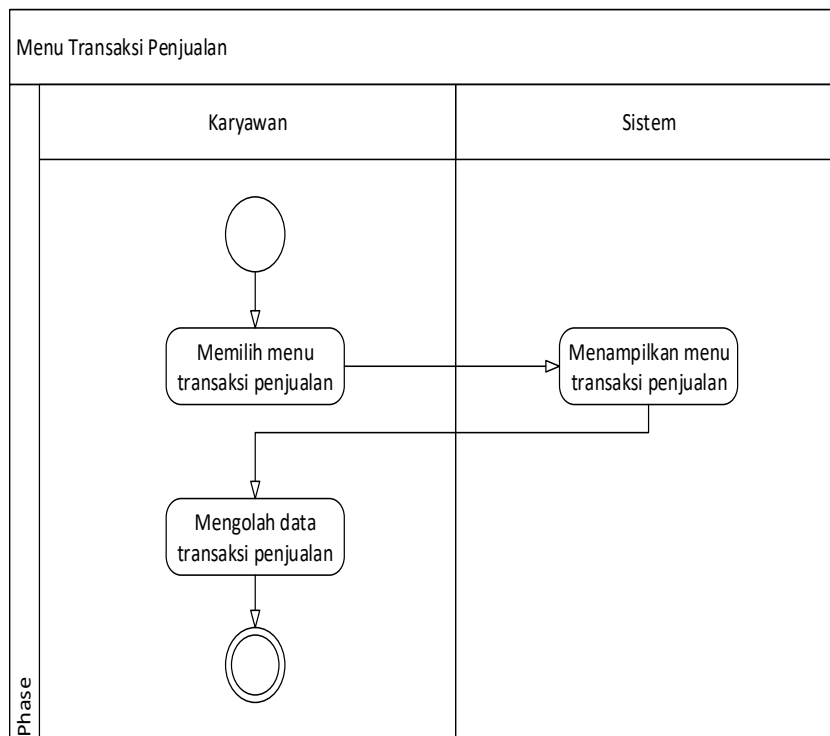 Menu Transaksi Penjualan
Karyawan
Sistem
Memilih menu
transaksi penjualan
Menampilkan menu
transaksi penjualan
Mengolah data
transaksi penjualan
Phase